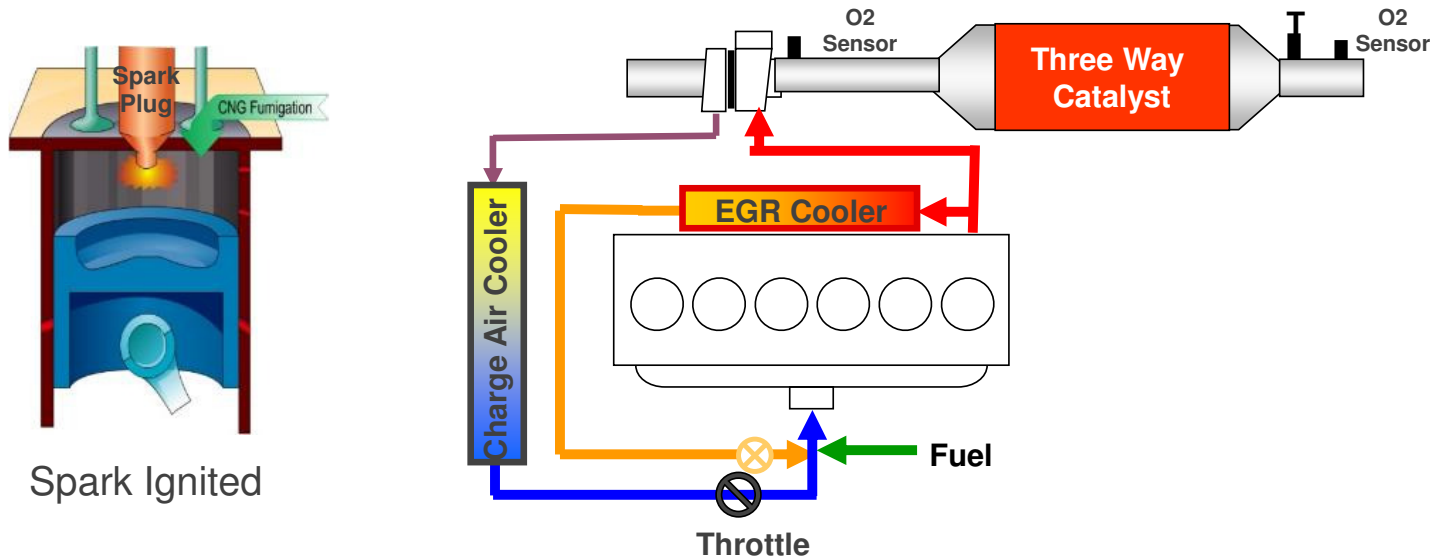 Spark
Plug
CNG Fumigation
Spark Ignited
O2
Sensor
Three Way
Catalyst
O2
Sensor
EGR Cooler
Charge Air Cooler
Fuel
Throttle